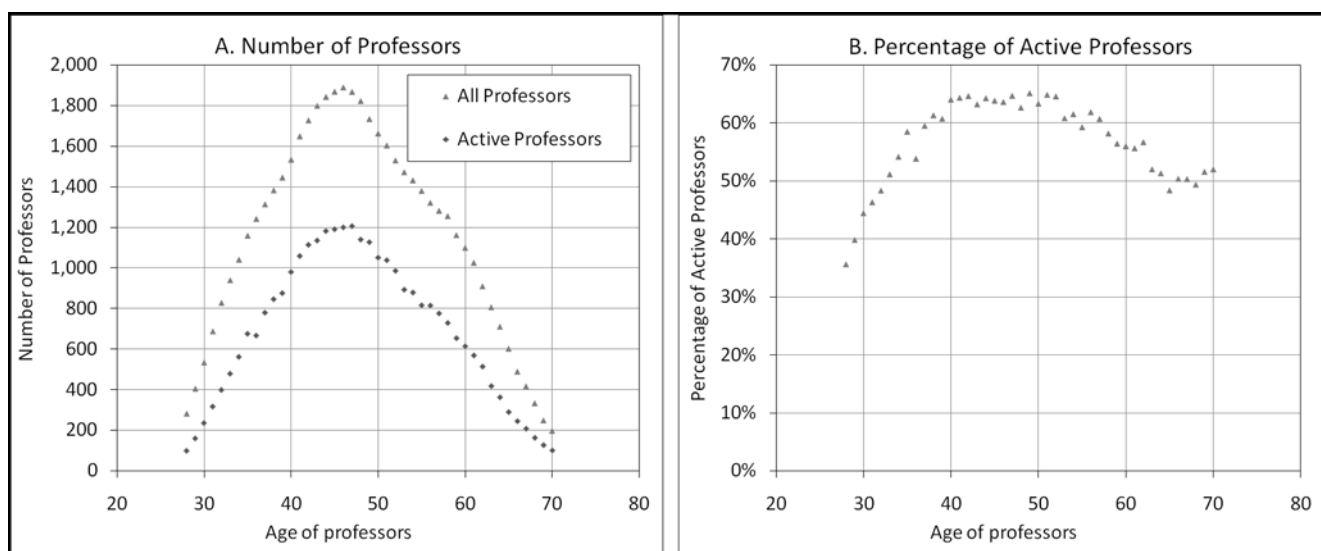 A. Number of Professors
2,000
1,800
1,600
1,400
1,200
1,000
800
600
400
200
0
20 30 40 50 60 70 80
Number of Professors
Age of professors
All Professors
Active Professors
B. Percentage of Active Professors
70%
60%
50%
40%
30%
20%
10%
0%
20 30 40 50 60 70 80
Percentage of Active Professors
Age of professors